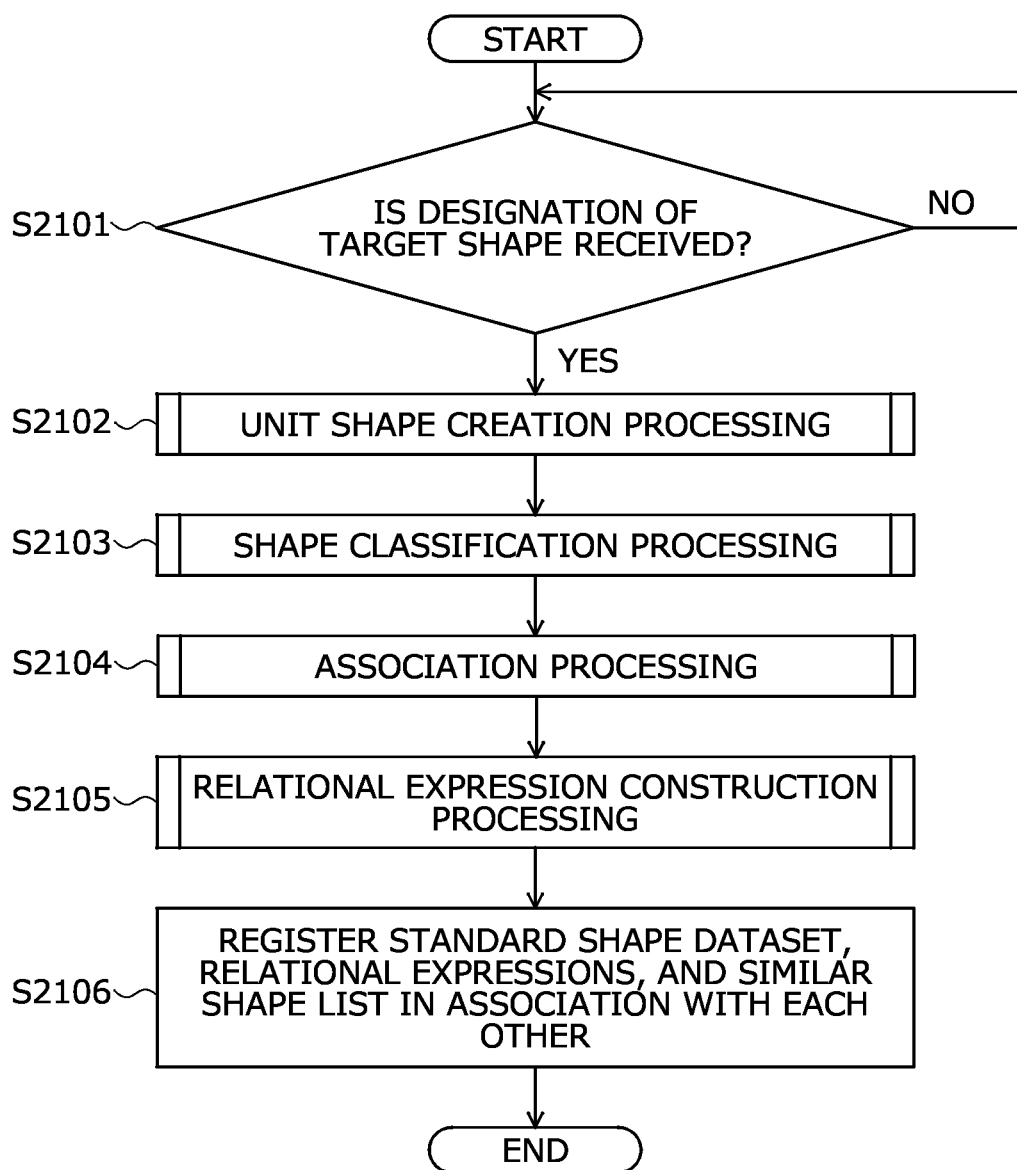 START
S2101
IS DESIGNATION OF
TARGET SHAPE RECEIVED?
NO
YES
S2102
UNIT SHAPE CREATION PROCESSING
S2103
SHAPE CLASSIFICATION PROCESSING
S2104
ASSOCIATION PROCESSING
S2105
RELATIONAL EXPRESSION CONSTRUCTION
PROCESSING
S2106
REGISTER STANDARD SHAPE DATASET,
RELATIONAL EXPRESSIONS, AND SIMILAR
SHAPE LIST IN ASSOCIATION WITH EACH
OTHER
END